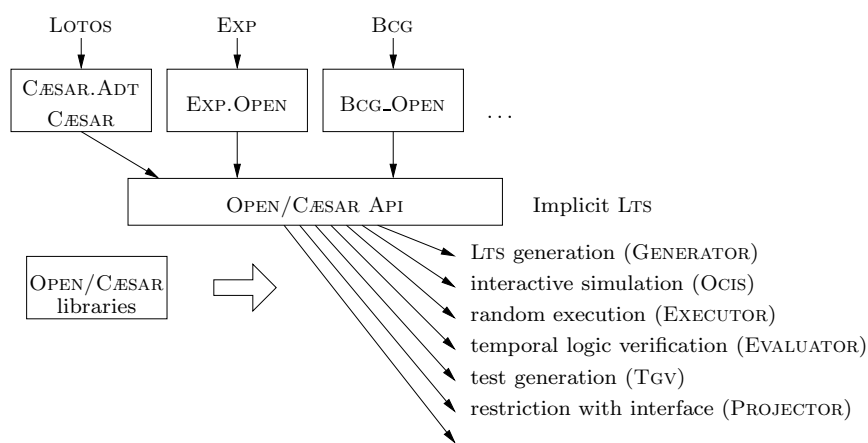 LOTOS EXP BCG
CÆSAR.ADT
CÆSAR
EXP.OPEN
BCG_OPEN
...
OPEN/CÆSAR API
Implicit LTS
OPEN/CÆSAR
libraries
LTS generation (GENERATOR)
interactive simulation (OCIS)
random execution (EXECUTOR)
temporal logic verification (EVALUATOR)
test generation (TGV)
restriction with interface (PROJECTOR)